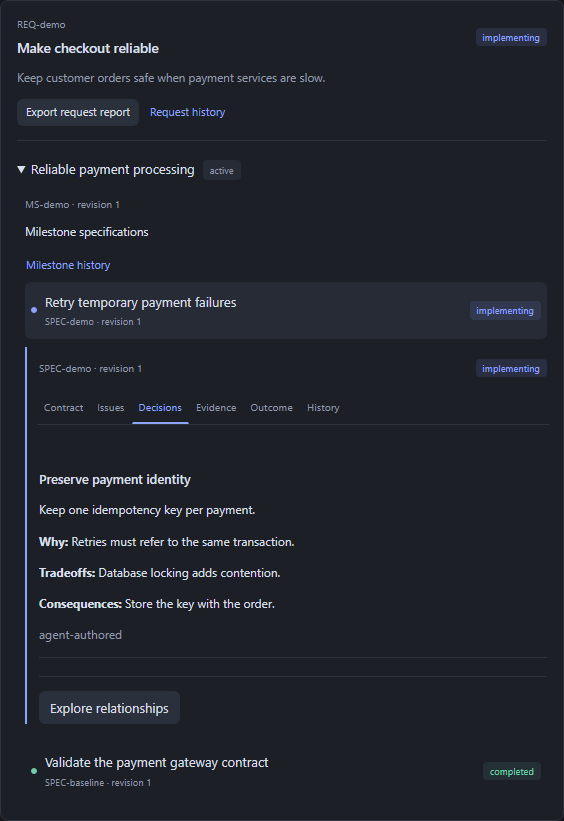 REQ-demo
implementing
Make checkout reliable
Keep customer orders safe when payment services are slow.
Export request report
Request history
Reliable payment processing
active
MS-demo · revision 1
Milestone specifications
Milestone history
Retry temporary payment failures
implementing
SPEC-demo · revision 1
SPEC-demo · revision 1
implementing
Contract Issues Decisions Evidence Outcome History
Preserve payment identity
Keep one idempotency key per payment.
Why: Retries must refer to the same transaction.
Tradeoffs: Database locking adds contention.
Consequences: Store the key with the order.
agent-authored
Explore relationships
Validate the payment gateway contract
completed
SPEC-baseline · revision 1